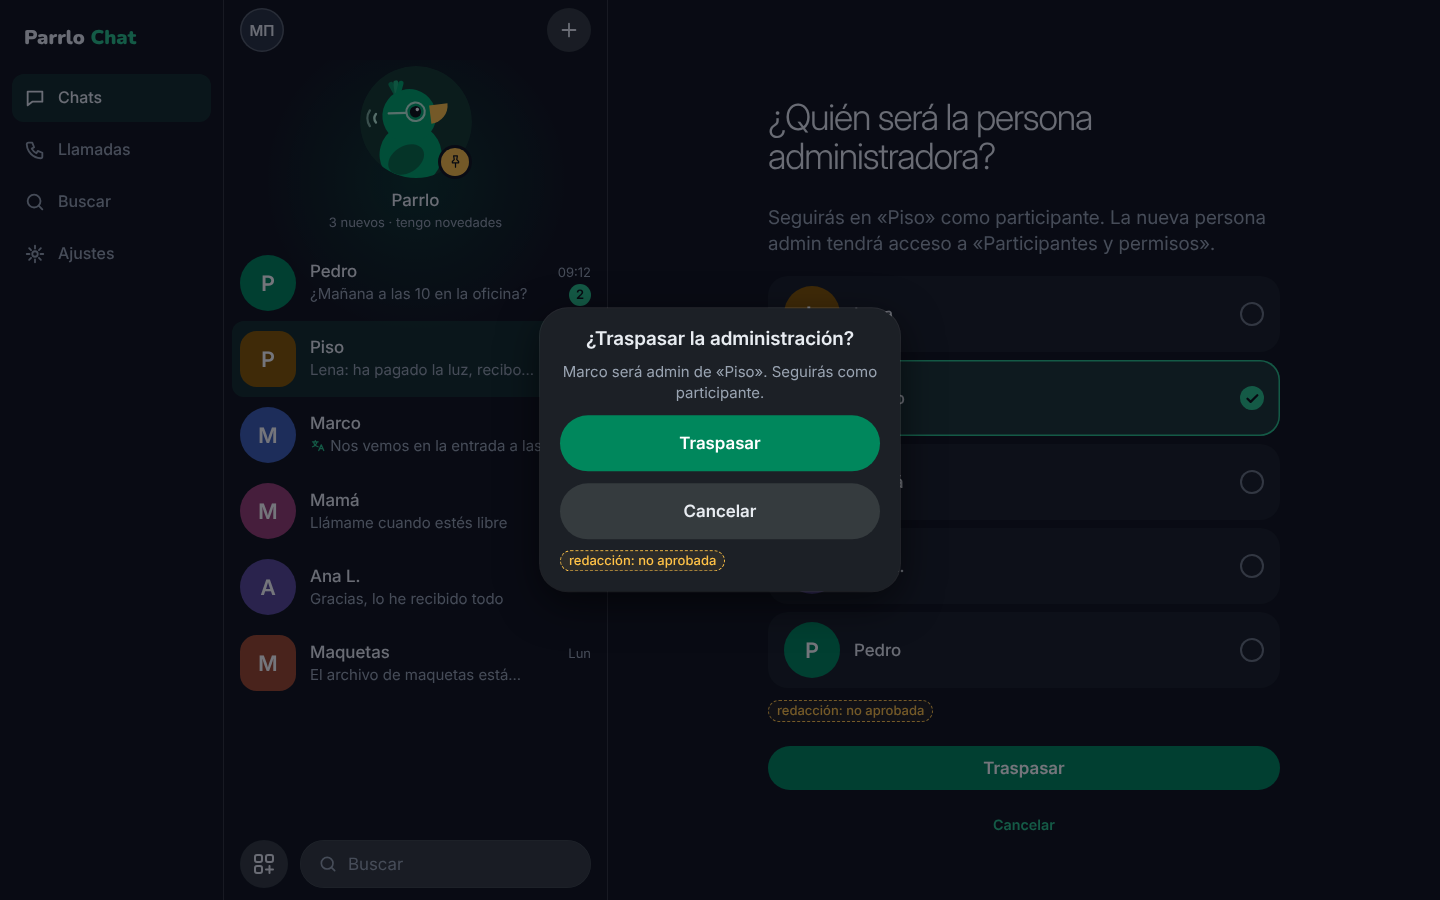 Parrlo Chat
Chats
Llamadas
Buscar
Ajustes
МП
Parrlo
3 nuevos · tengo novedades
P
Pedro
09:12
¿Mañana a las 10 en la oficina?
2
P
Piso
Lena: ha pagado la luz, recibo...
M
Marco
Nos vemos en la entrada a las
M
Mamá
Llámame cuando estés libre
A
Ana L.
Gracias, lo he recibido todo
M
Maquetas
Lun
El archivo de maquetas está...
Buscar
¿Quién será la persona
administradora?
Seguirás en «Piso» como participante. La nueva persona
admin tendrá acceso a «Participantes y permisos».
P
Pedro
redacción: no aprobada
Traspasar
Cancelar
¿Traspasar la administración?
Marco será admin de «Piso». Seguirás como
participante.
Traspasar
Cancelar
redacción: no aprobada